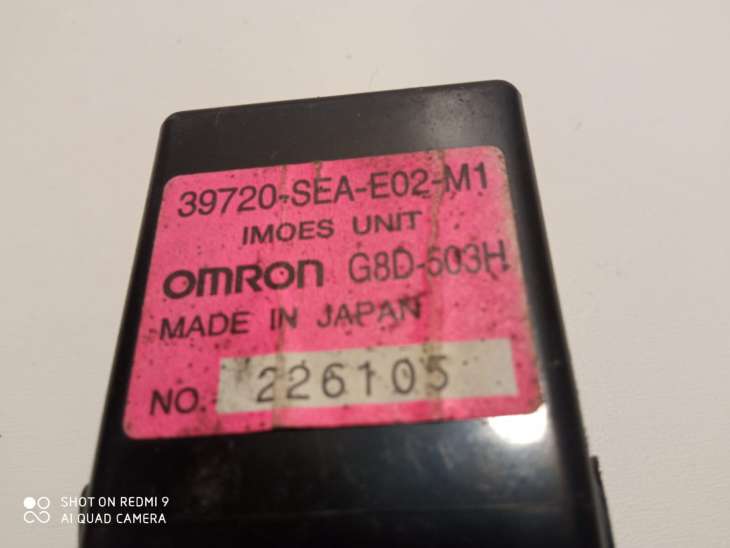 39720-SEA-E02-M1
IMOES UNIT
OMRON G8D-503H
MADE IN JAPAN
NO. 226105
SHOT ON REDMI 9
AI QUAD CAMERA